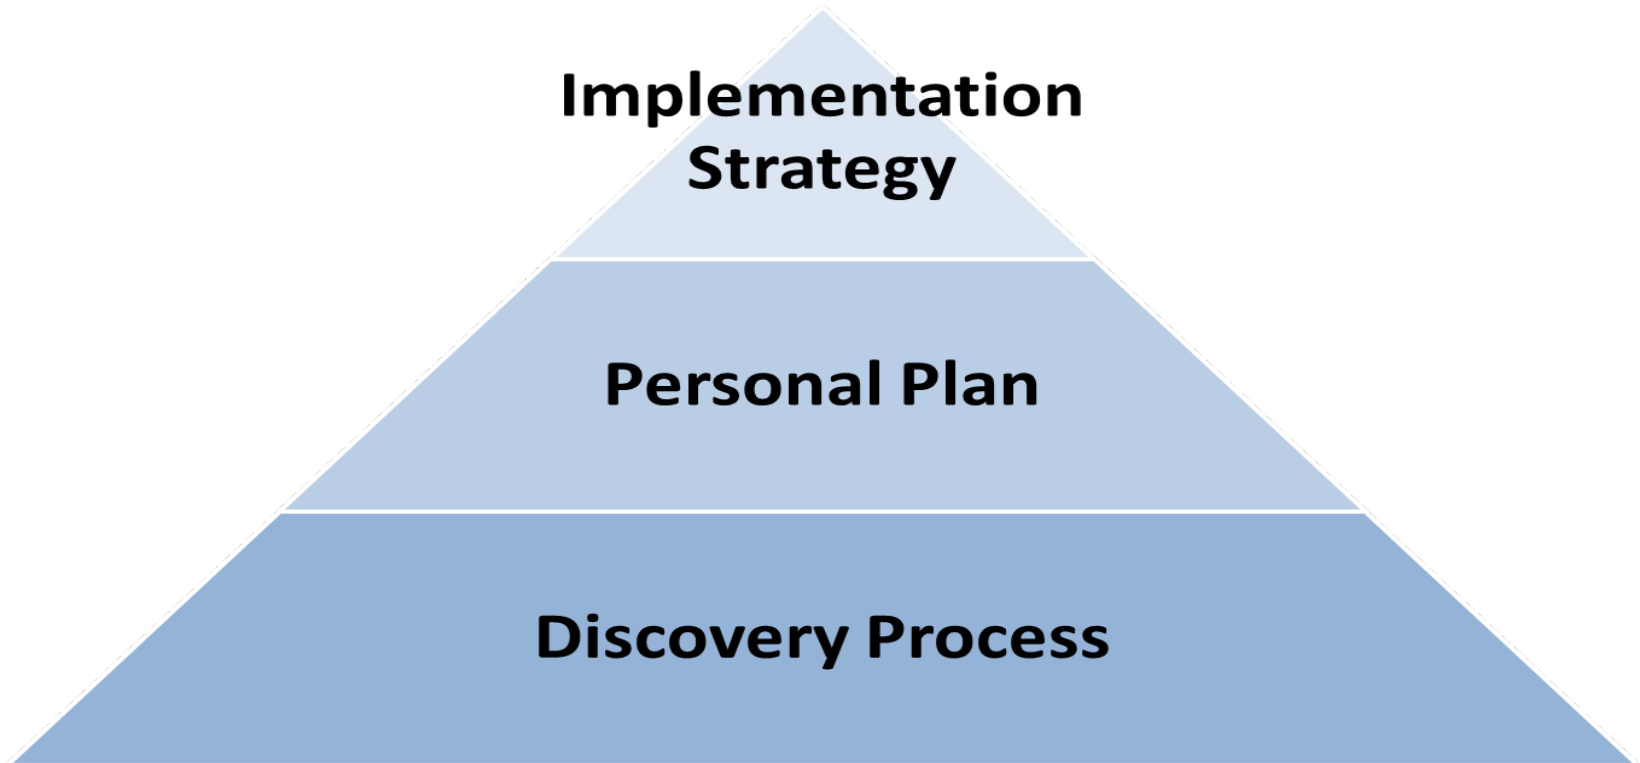 Implementation
Strategy
Personal Plan
Discovery Process